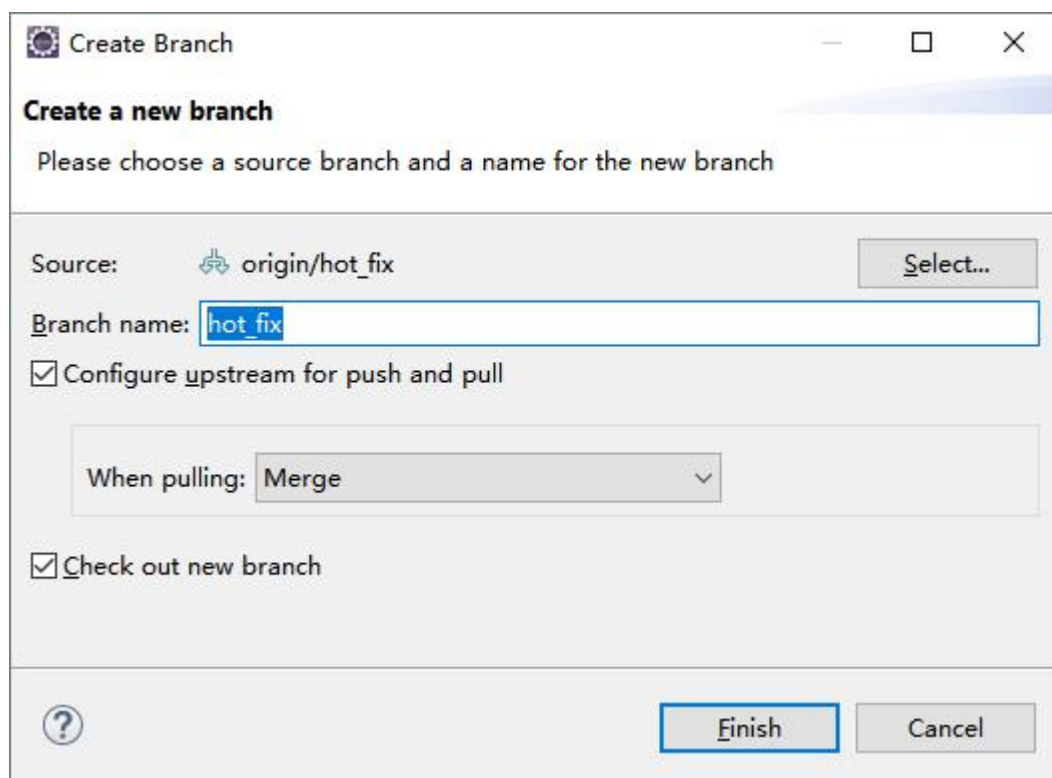 Create Branch
Create a new branch
Please choose a source branch and a name for the new branch
Source: origin/hot_fix Select...
Branch name: hot_fix
Configure upstream for push and pull
When pulling: Merge
Check out new branch
? Finish Cancel